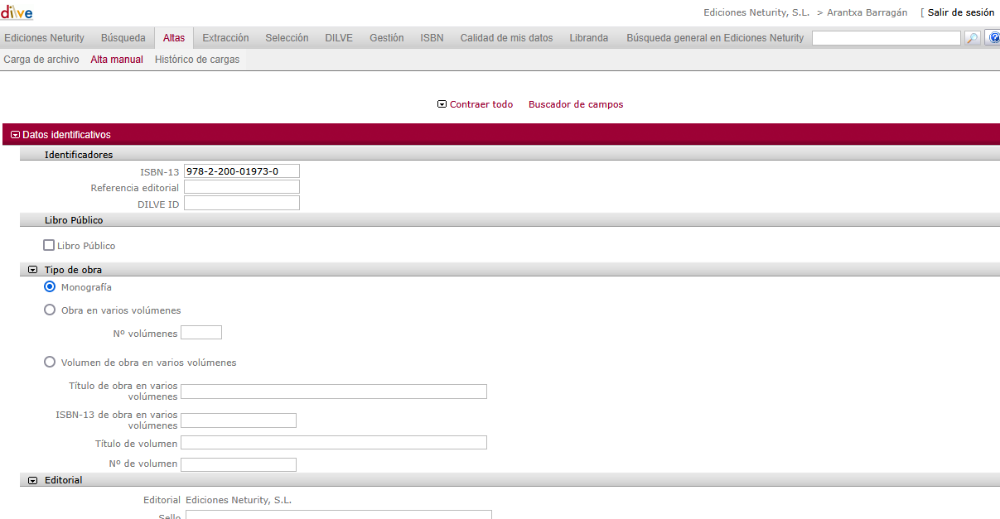 dilve
Ediciones Neturity, S.L. > Arantxa Barragán [ Salir de sesión
Ediciones Neturity Búsqueda Altas Extracción Selección DILVE Gestión ISBN Calidad de mis datos Libranda Búsqueda general en Ediciones Neturity
Carga de archivo Alta manual Histórico de cargas
Contraer todo Buscador de campos
Datos identificativos
Identificadores
ISBN-13 978-2-200-01973-0
Referencia editorial
DILVE ID
Libro Público
Libro Público
Tipo de obra
Monografía
Obra en varios volúmenes
Nº volúmenes
Volumen de obra en varios volúmenes
Título de obra en varios
volúmenes
ISBN-13 de obra en varios
volúmenes
Título de volumen
Nº de volumen
Editorial
Editorial Ediciones Neturity, S.L.
Sello